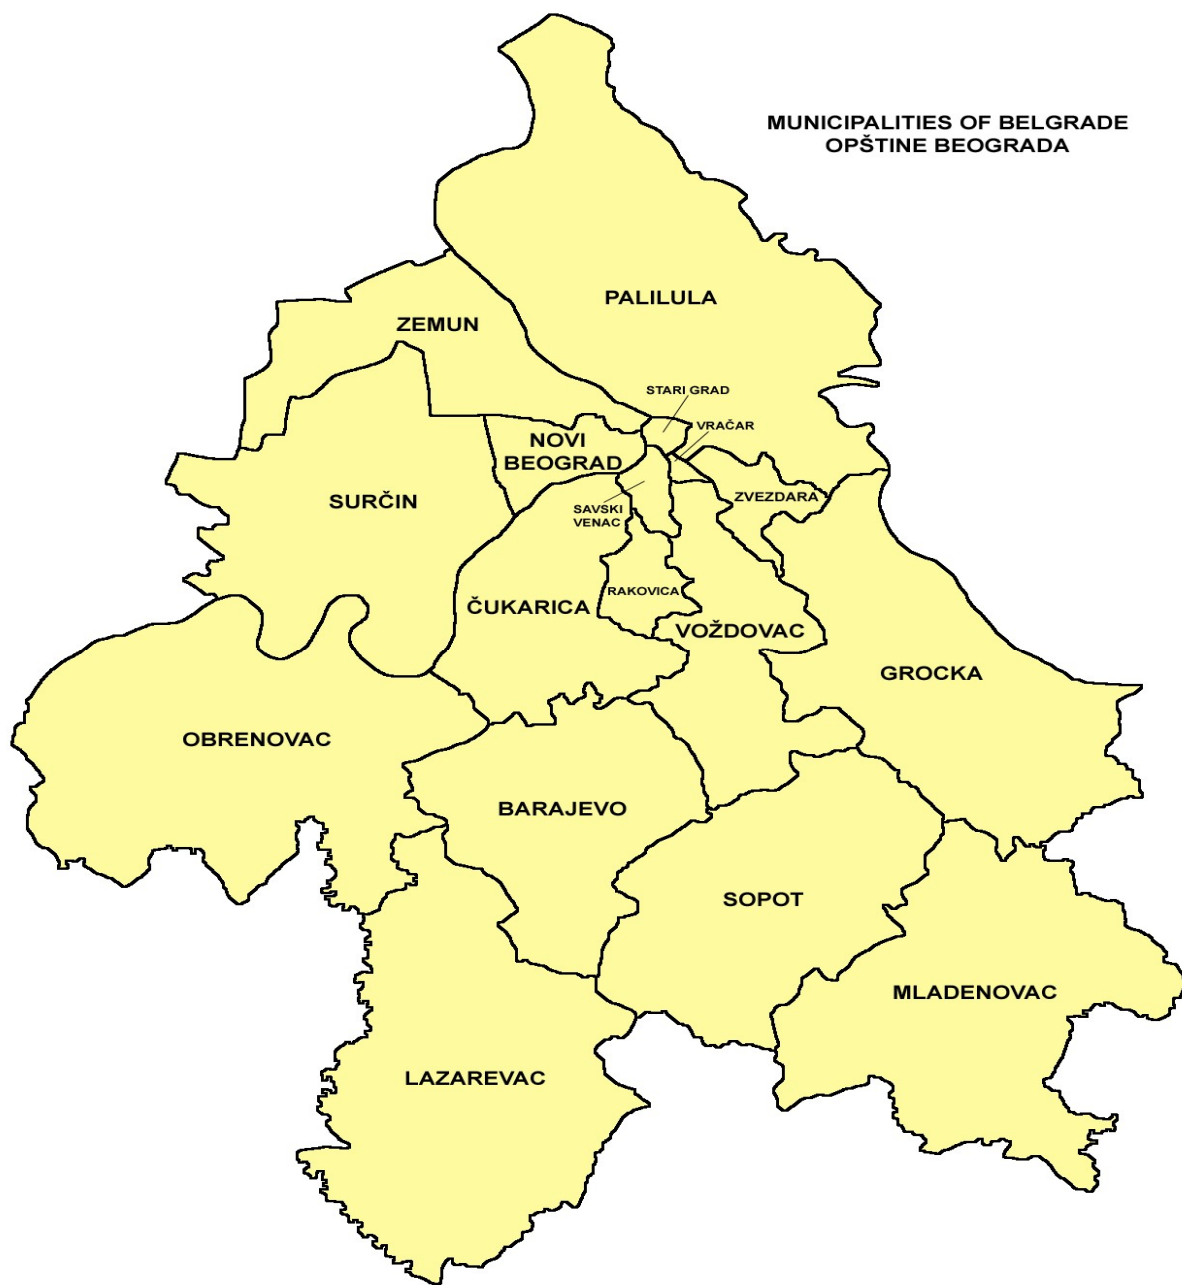 MUNICIPALITIES OF BELGRADE
OPŠTINE BEOGRADA
PALILULA
ZEMUN
STARI GRAD
VRAČAR
NOVI
BEOGRAD
ZVEZDARA
SURČIN
SAVSKI
VENAC
RAKOVICA
ČUKARICA
VOŽDOVAC
GROCKA
OBRENOVAC
BARAJEVO
SOPOT
MLADENOVAC
LAZAREVAC